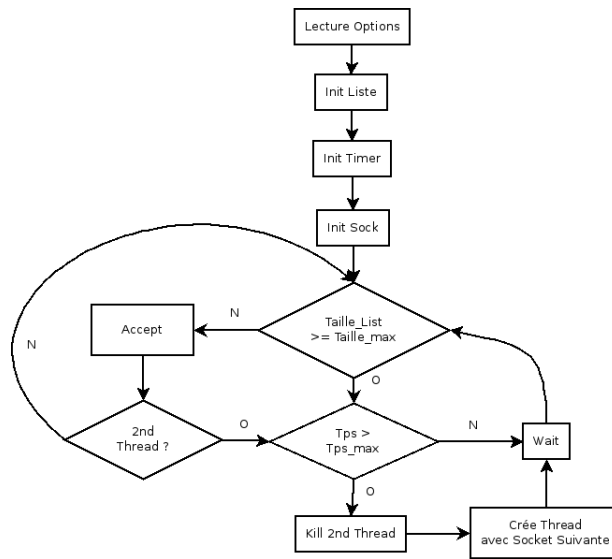 Lecture Options
Init Liste
Init Timer
Init Sock
Taille_List
>= Taille_max
N
Accept
N
O
2nd
Thread ?
O
Tps >
Tps_max
N
Wait
O
Kill 2nd Thread
Crée Thread
avec Socket Suivante